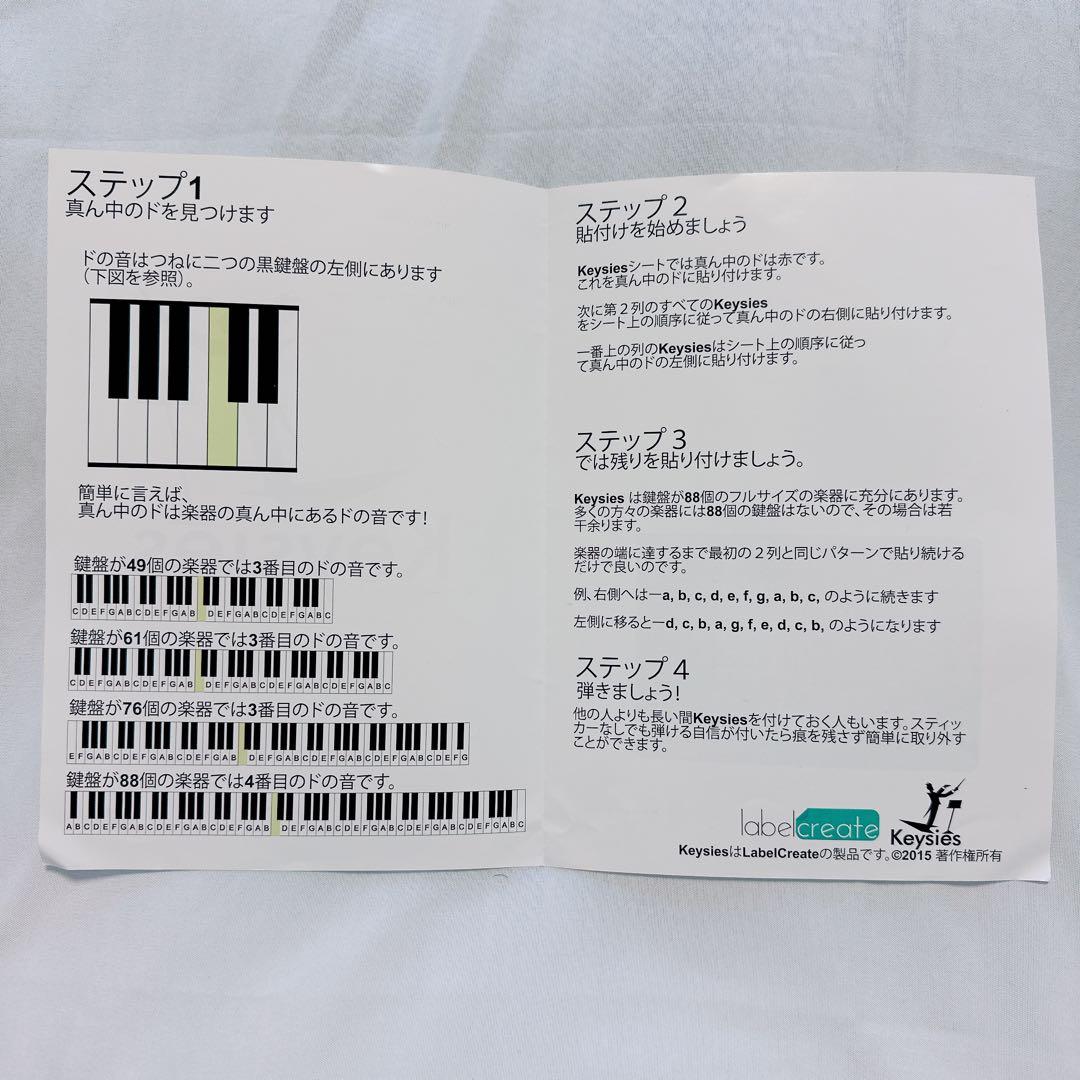 ステップ1
真ん中のドを見つけます
ドの音はつねに二つの黒鍵盤の左側にあります
（下図を参照）。
簡単に言えば、
真ん中のドは楽器の真ん中にあるドの音です！
鍵盤が49個の楽器では3番目のドの音です。
CDEFGABCDEFGAB DEFGABCDEFGABC
鍵盤が61個の楽器では3番目のドの音です。
CDEFGABCDEFGAB DEFGABCDEFGABCDEFGABC
鍵盤が76個の楽器では3番目のドの音です。
EFGABCDEFGABCDEFGAB DEFGABCDEFGABCDEFGABCDEFG
鍵盤が88個の楽器では4番目のドの音です。
ABCDEFGABCDEFGABCDEFGAB DEFGABCDEFGABCDEFGABCDEFGABC
ステップ２
貼付けを始めましょう
Keysiesシートでは真ん中のドは赤です。
これを真ん中のドに貼り付けます。
次に第２列のすべてのKeysies
をシート上の順序に従って真ん中のドの右側に貼り付けます。
一番上の列のKeysiesはシート上の順序に従っ
て真ん中のドの左側に貼り付けます。
ステップ３
では残りを貼り付けましょう。
Keysies は鍵盤が88個のフルサイズの楽器に充分にあります。
多くの方々の楽器には88個の鍵盤はないので、その場合は若
干余ります。
楽器の端に達するまで最初の２列と同じパターンで貼り続ける
だけで良いのです。
例、右側へは—a, b, c, d, e, f, g, a, b, c, のように続きます
左側に移ると—d, c, b, a, g, f, e, d, c, b, のようになります
ステップ４
弾きましょう！
他の人よりも長い間Keysiesを付けておく人もいます。スティッ
カーなしでも弾ける自信が付いたら痕を残さず簡単に取り外す
ことができます。
labelcreate
Keysies
KeysiesはLabelCreateの製品です。©2015 著作権所有